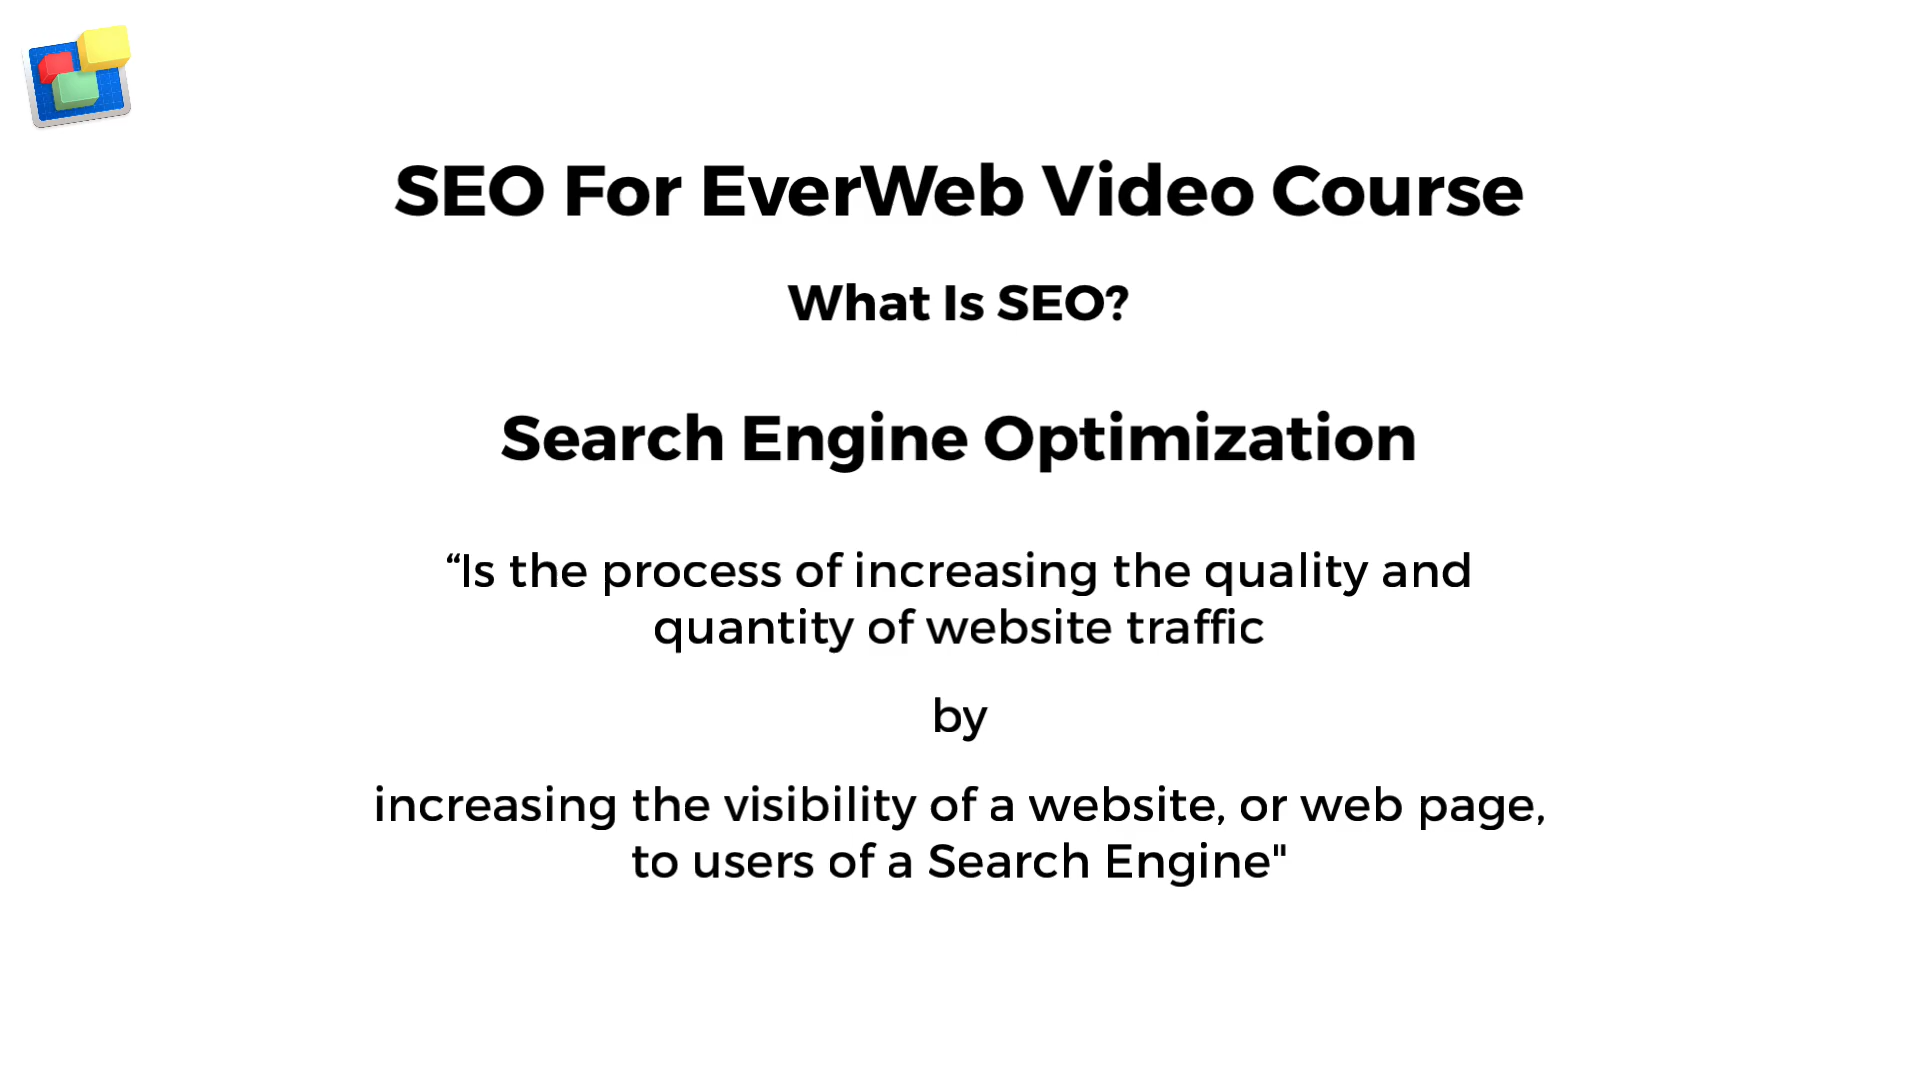 SEO For EverWeb Video Course
What Is SEO?
Search Engine Optimization
“Is the process of increasing the quality and
quantity of website traffic
by
increasing the visibility of a website, or web page,
to users of a Search Engine"